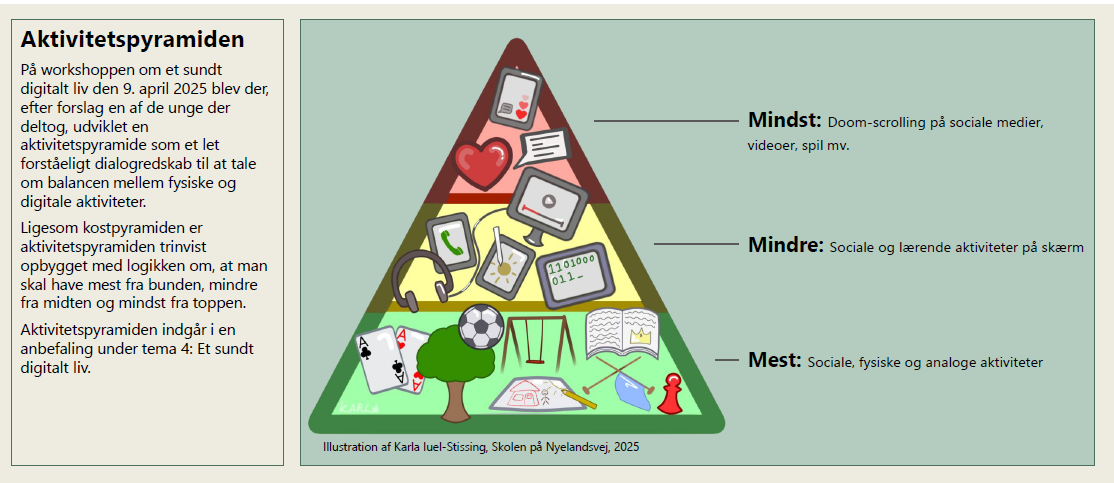 Aktivitetspyramiden
På workshoppen om et sundt
digitalt liv den 9. april 2025 blev der,
efter forslag en af de unge der
deltog, udviklet en
aktivitetspyramide som et let
forståeligt dialogredskab til at tale
om balancen mellem fysiske og
digitale aktiviteter.
Ligesom kostpyramiden er
aktivitetspyramiden trinvist
opbygget med logikken om, at man
skal have mest fra bunden, mindre
fra midten og mindst fra toppen.
Aktivitetspyramiden indgår i en
anbefaling under tema 4: Et sundt
digitalt liv.
Mindst: Doom-scrolling på sociale medier,
videoer, spil mv.
Mindre: Sociale og lærende aktiviteter på skærm
1101000
011_
Mest: Sociale, fysiske og analoge aktiviteter
A
A
A
A
KARLA
Illustration af Karla Iuel-Stissing, Skolen på Nyelandsvej, 2025